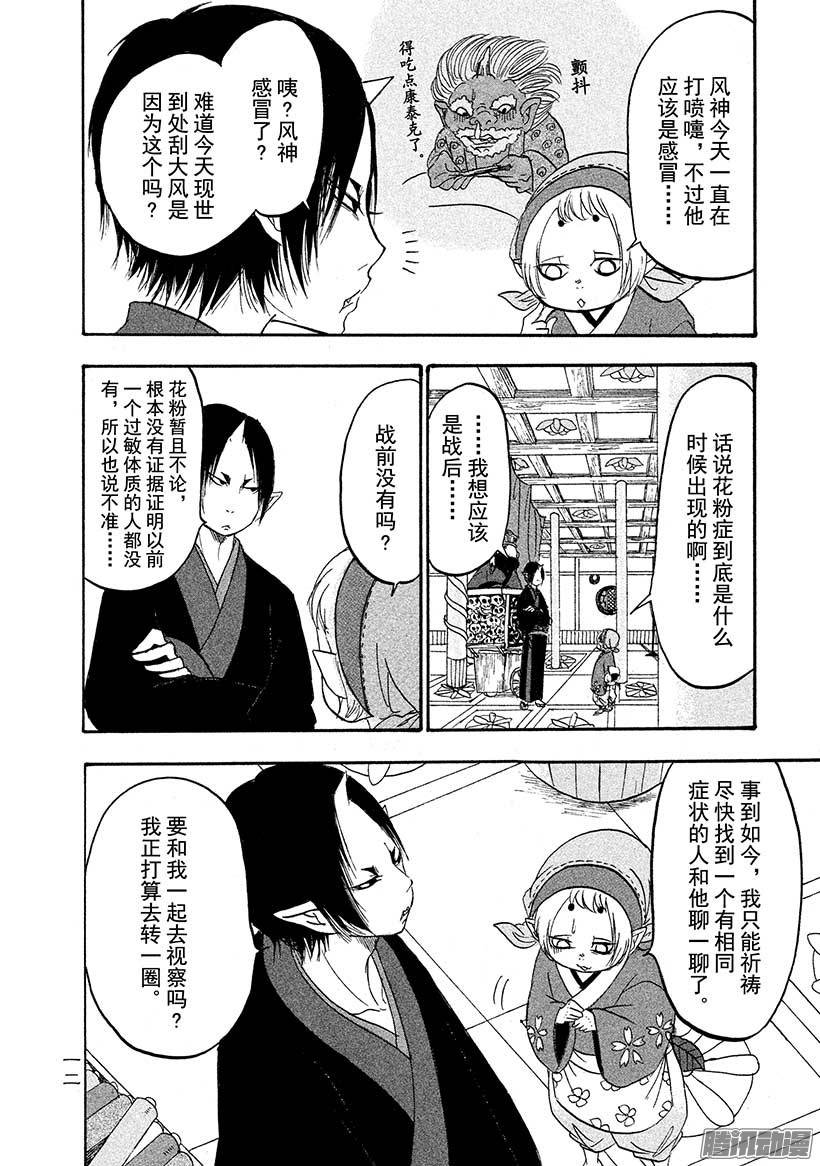 风神今天一直在
打喷嚏，不过他
应该是感冒……
颤抖
得吃点康泰克了。
咦？风神
感冒了？
难道今天现世
到处刮大风是
因为这个吗？
话说花粉症到底是什么
时候出现的啊……
……我想应该
是战后……
战前没有吗？
花粉暂且不论，
根本没有证据证明以前
一个过敏体质的人都没
有，所以也说不准……
事到如今，我只能祈祷
尽快找到一个有相同
症状的人和他聊一聊了。
要和我一起去视察吗？
我正打算去转一圈。
一二
腾讯动漫